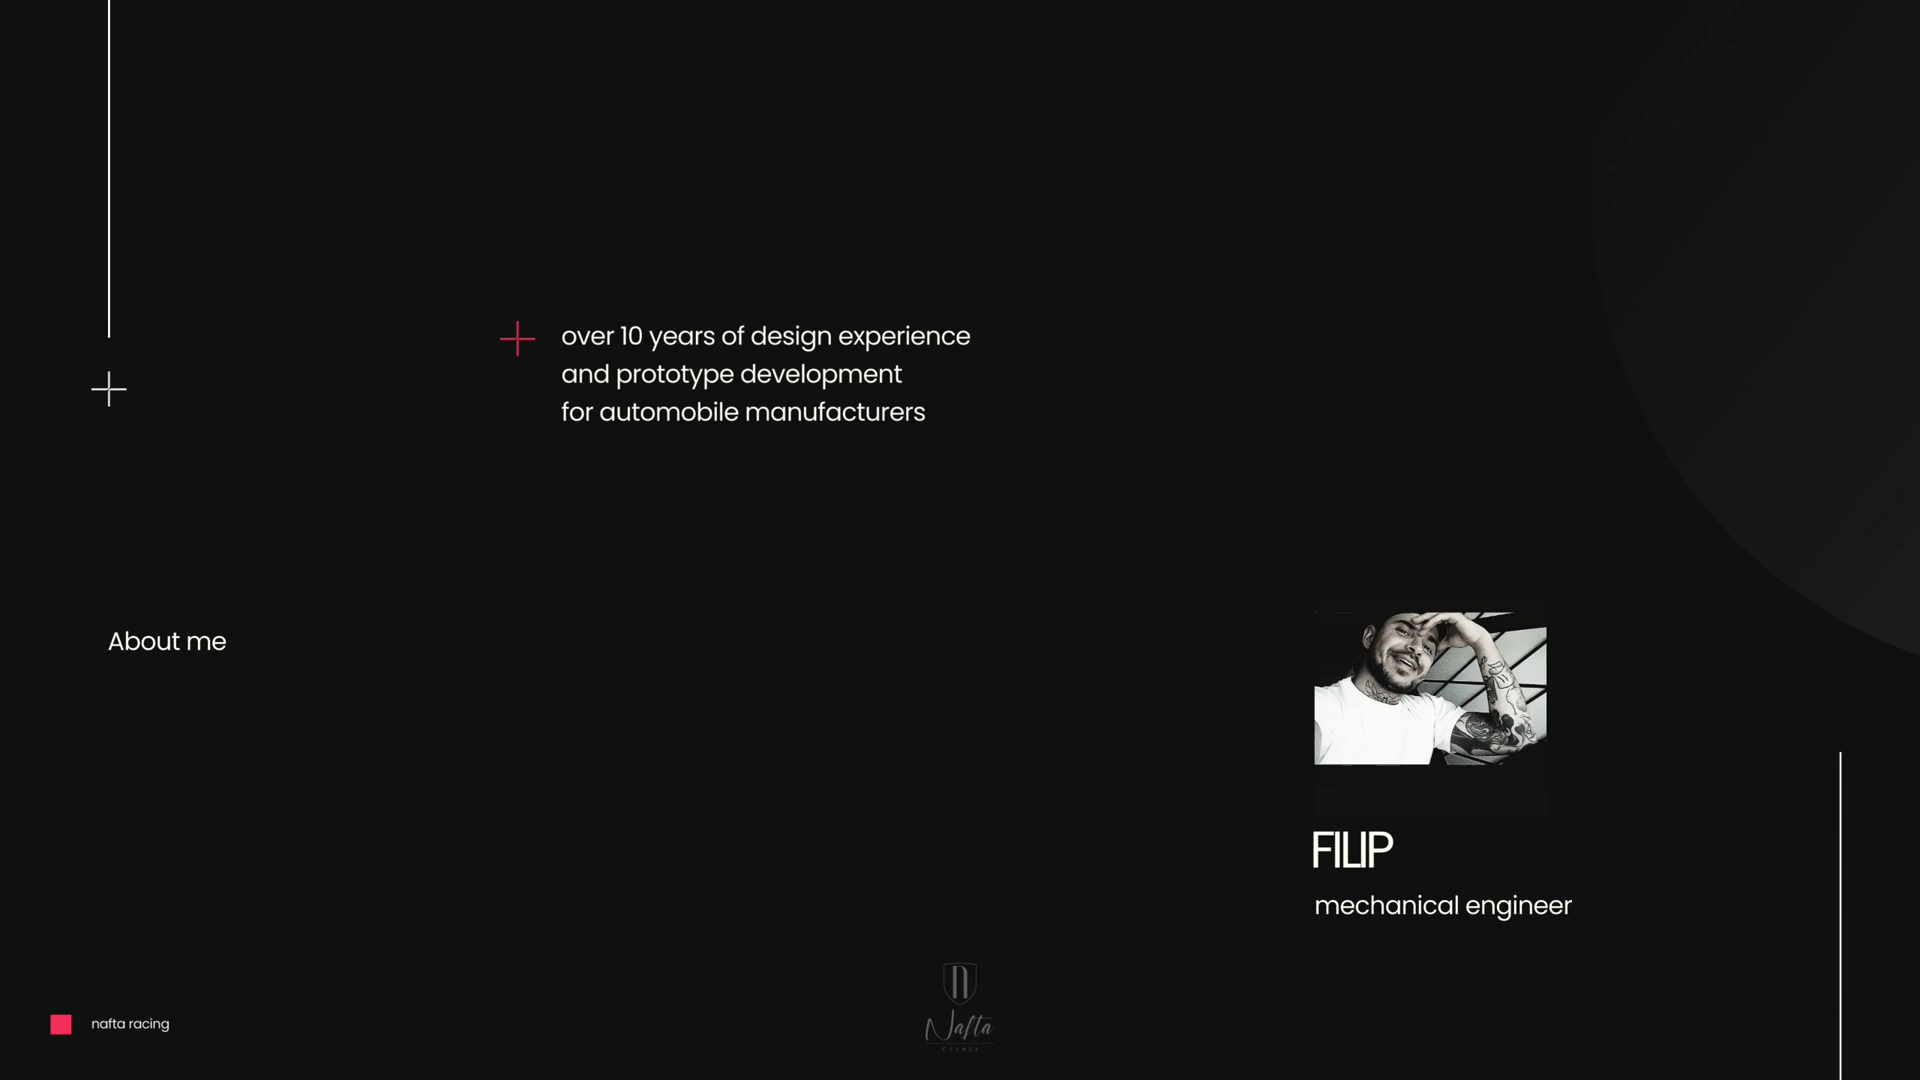 over 10 years of design experience
and prototype development
for automobile manufacturers
About me
FILIP
mechanical engineer
nafta racing
Nafta
C12H23